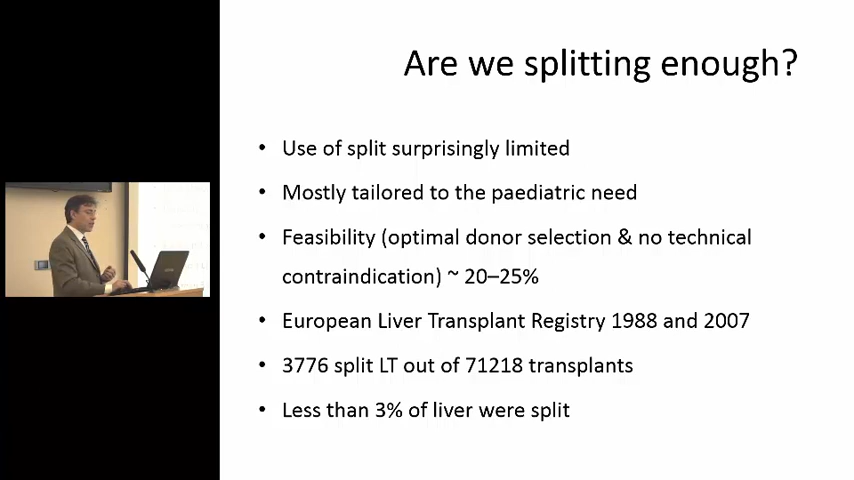 Are we splitting enough?
• Use of split surprisingly limited
• Mostly tailored to the paediatric need
• Feasibility (optimal donor selection & no technical
contraindication) ~ 20–25%
• European Liver Transplant Registry 1988 and 2007
• 3776 split LT out of 71218 transplants
• Less than 3% of liver were split